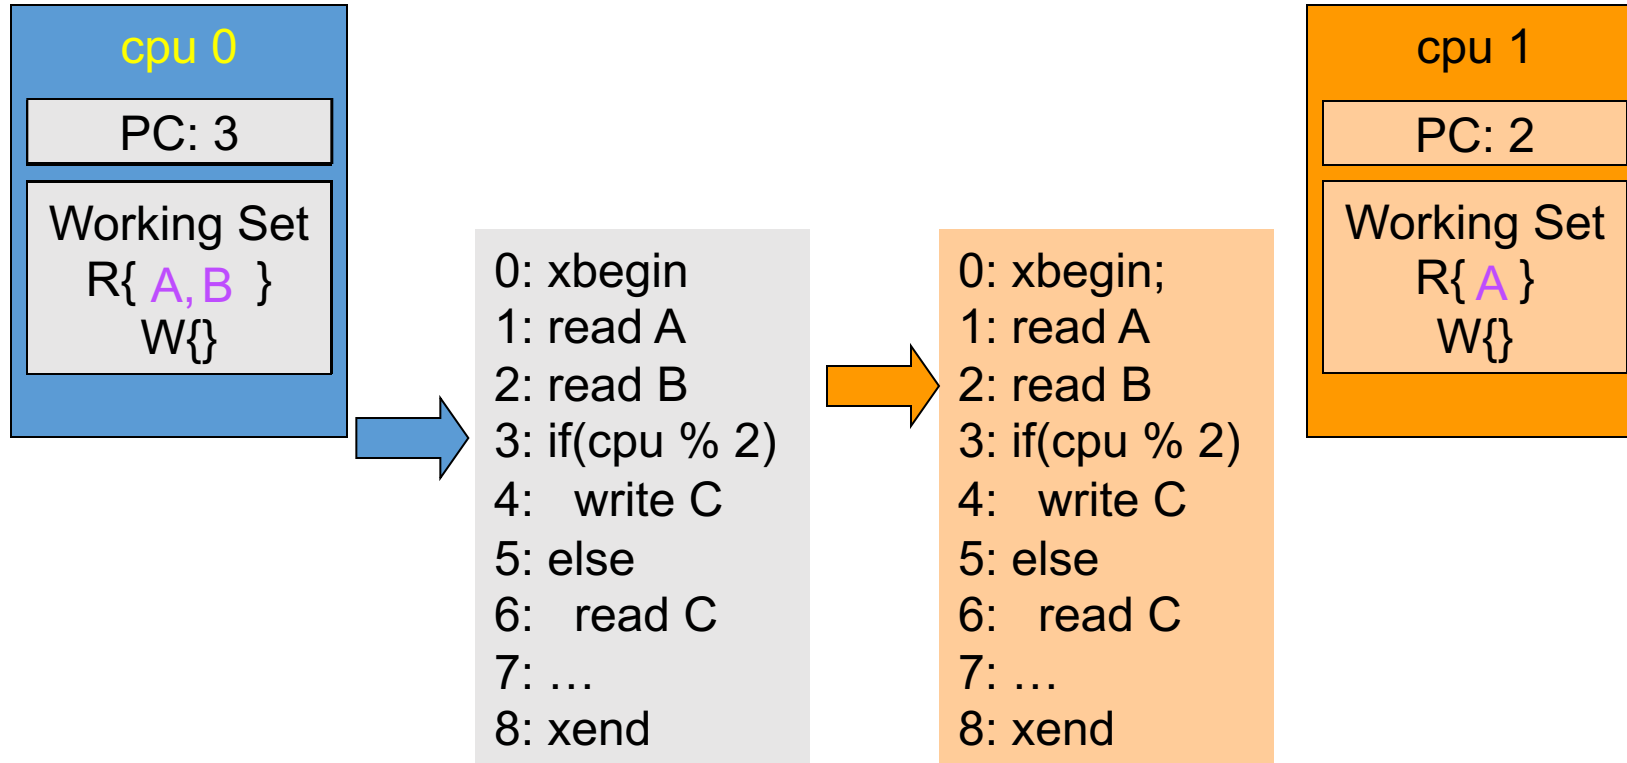 cpu 0
PC: 3
Working Set
R{ A, B }
W{}
0: xbegin
1: read A
2: read B
3: if(cpu % 2)
4: write C
5: else
6: read C
7: …
8: xend
0: xbegin;
1: read A
2: read B
3: if(cpu % 2)
4: write C
5: else
6: read C
7: …
8: xend
cpu 1
PC: 2
Working Set
R{ A }
W{}